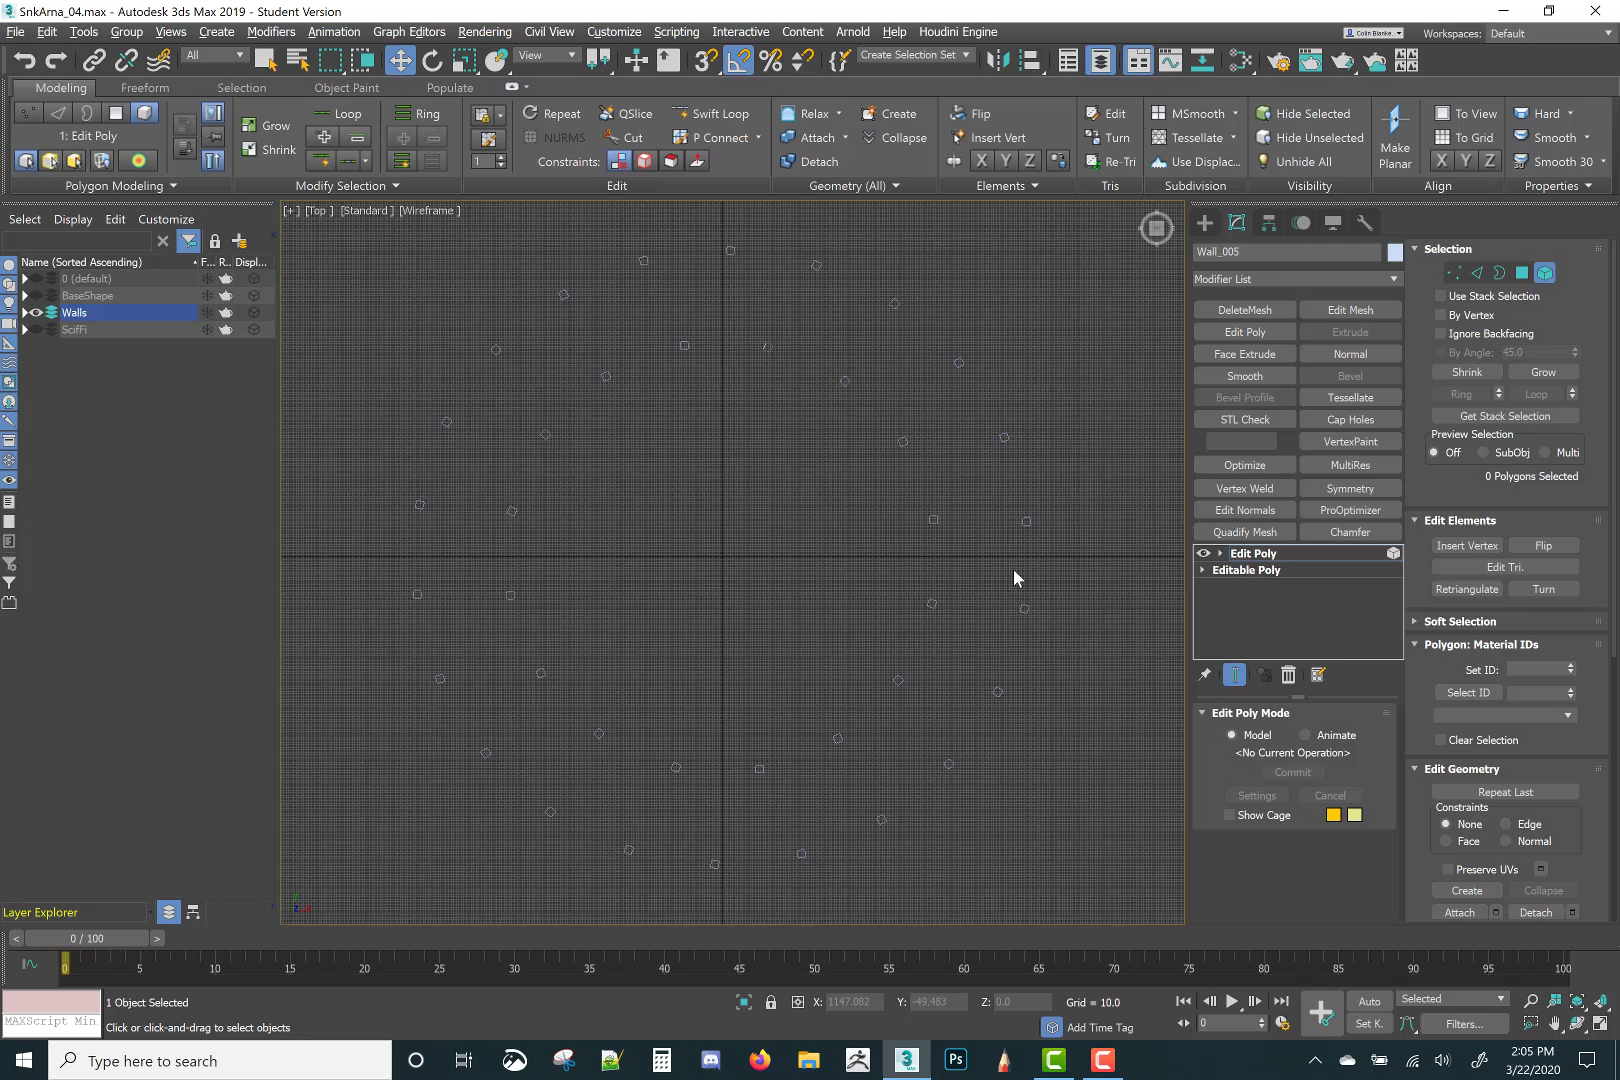 SnkArna_04.max - Autodesk 3ds Max 2019 - Student Version
File Edit Tools Group Views Create Modifiers Animation Graph Editors Rendering Civil View Customize Scripting Interactive Content Arnold Help Houdini Engine Colin Blanke... Workspaces: Default
All View Create Selection Set
Modeling Freeform Selection Object Paint Populate
Grow Loop Ring Repeat QSlice Swift Loop Relax Create Flip Edit MSmooth Hide Selected To View Hard
1: Edit Poly NURMS Cut P Connect Attach Collapse Insert Vert Turn Tessellate Hide Unselected Make Planar To Grid Smooth
Shrink 1 Constraints: Detach X Y Z Re-Tri Use Displac... Unhide All X Y Z Smooth 30
Polygon Modeling Modify Selection Edit Geometry (All) Elements Tris Subdivision Visibility Align Properties
Select Display Edit Customize
Name (Sorted Ascending) F... R... Displ...
0 (default)
BaseShape
Walls
ScifFi
Layer Explorer
[+] [Top ] [Standard ] [Wireframe ]
Wall_005
Modifier List
DeleteMesh Edit Mesh
Edit Poly Extrude
Face Extrude Normal
Smooth Bevel
Bevel Profile Tessellate
STL Check Cap Holes
VertexPaint
Optimize MultiRes
Vertex Weld Symmetry
Edit Normals ProOptimizer
Quadify Mesh Chamfer
Edit Poly
Editable Poly
Edit Poly Mode
Model Animate
<No Current Operation>
Commit
Settings Cancel
Show Cage
Selection
Use Stack Selection
By Vertex
Ignore Backfacing
By Angle: 45.0
Shrink Grow
Ring Loop
Get Stack Selection
Preview Selection
Off SubObj Multi
0 Polygons Selected
Edit Elements
Insert Vertex Flip
Edit Tri.
Retriangulate Turn
Soft Selection
Polygon: Material IDs
Set ID:
Select ID
Clear Selection
Edit Geometry
Repeat Last
Constraints
None Edge
Face Normal
Preserve UVs
Create Collapse
Attach Detach
< 0 / 100 >
0 5 10 15 20 25 30 35 40 45 50 55 60 65 70 75 80 85 90 95 100
MAXScript Min
1 Object Selected
Click or click-and-drag to select objects
X: 1147.082 Y: -49.483 Z: 0.0 Grid = 10.0
Add Time Tag
0
Auto Selected
Set K. Filters...
Type here to search
2:05 PM
3/22/2020